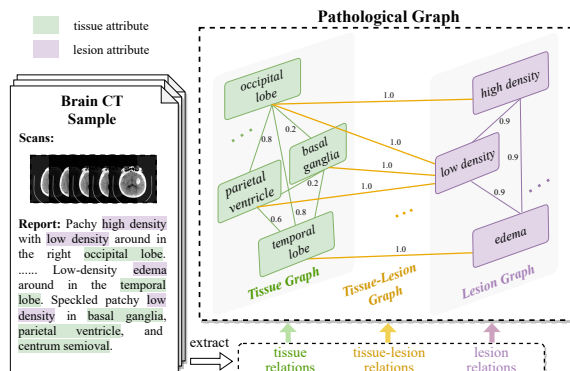 Pathological Graph
tissue attribute
lesion attribute
Brain CT
Sample
Scans:
Report: Pachy high density
with low density around in
the right occipital lobe.
...... Low-density edema
around in the temporal
lobe. Speckled patchy low
density in basal ganglia,
parietal ventricle, and
centrum semioval.
extract
occipital
lobe
high density
1.0
0.8
0.2
basal
ganglia
1.0
0.9
0.9
low density
parietal
ventricle
0.2
1.0
1.0
0.6
0.8
0.9
temporal
lobe
1.0
edema
Tissue Graph
Tissue-Lesion
Graph
Lesion Graph
tissue
relations
tissue-lesion
relations
lesion
relations